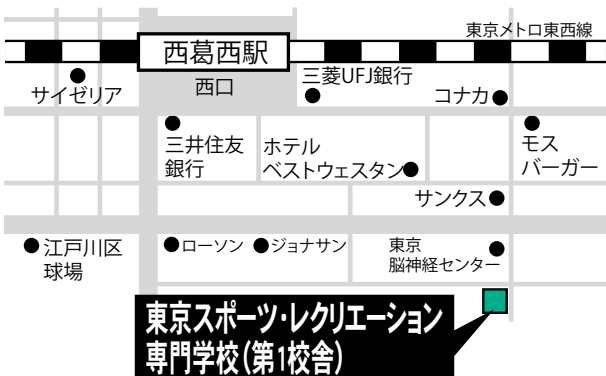 東京メトロ東西線
西葛西駅
西口
サイゼリア
三菱UFJ銀行
コナカ
三井住友
銀行
ホテル
ベストウェスタン
モス
バーガー
サンクス
江戸川区
球場
ローソン
ジョナサン
東京
脳神経センター
東京スポーツ・レクリエーション
専門学校(第1校舎)